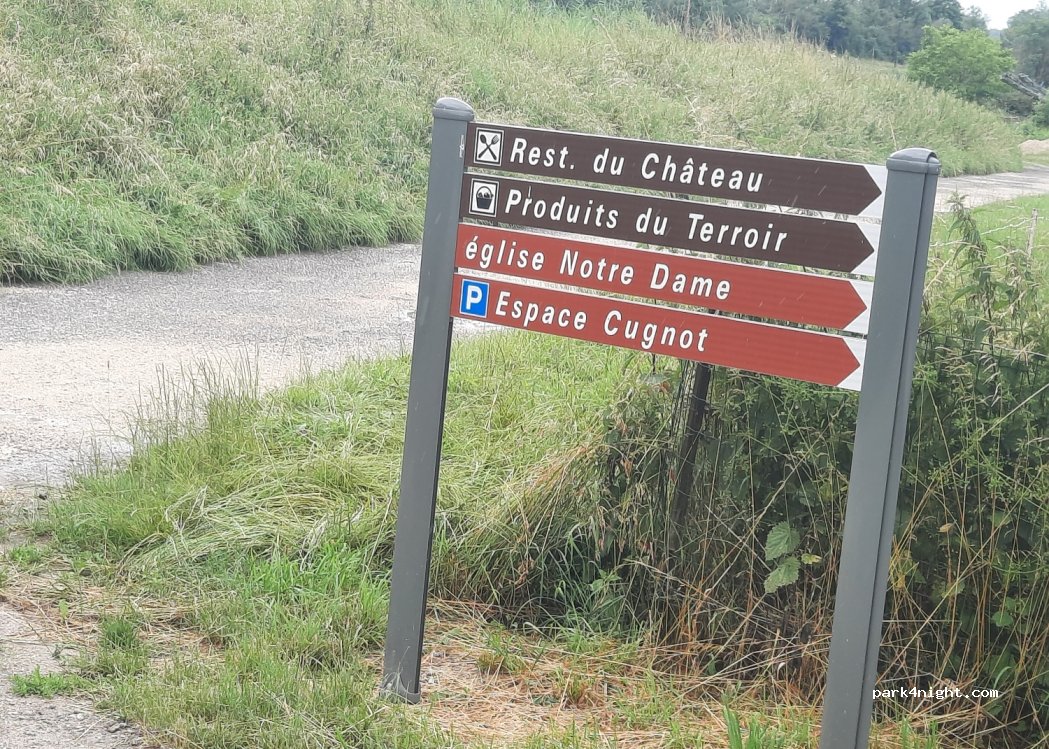 Rest. du Château
Produits du Terroir
église Notre Dame
P Espace Cugnot
park4night.com